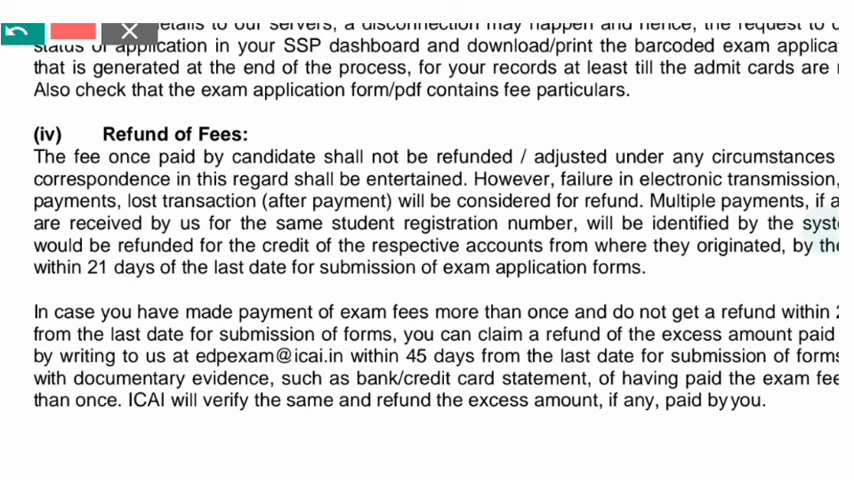 etails to our servers, a disconnection may happen and hence, the request to
status of application in your SSP dashboard and download/print the barcoded exam
that is generated at the end of the process, for your records at least till the admit cards are
Also check that the exam application form/pdf contains fee particulars.
(iv) Refund of Fees:
The fee once paid by candidate shall not be refunded / adjusted under any circumstances
correspondence in this regard shall be entertained. However, failure in electronic transmission,
payments, lost transaction (after payment) will be considered for refund. Multiple payments, if
are received by us for the same student registration number, will be identified by the
would be refunded for the credit of the respective accounts from where they originated, by
within 21 days of the last date for submission of exam application forms.
In case you have made payment of exam fees more than once and do not get a refund within
from the last date for submission of forms, you can claim a refund of the excess amount paid
by writing to us at edpexam@icai.in within 45 days from the last date for submission of
with documentary evidence, such as bank/credit card statement, of having paid the exam
than once. ICAI will verify the same and refund the excess amount, if any, paid by you.